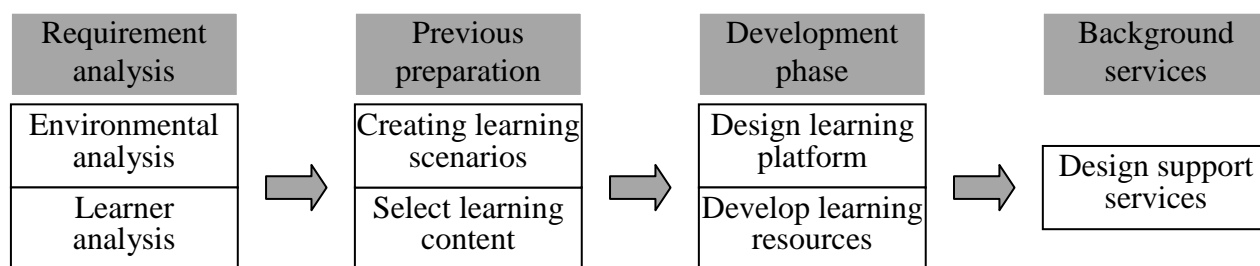 Requirement
analysis
Previous
preparation
Development
phase
Background
services
Environmental
analysis
Creating learning
scenarios
Design learning
platform
Design support
services
Learner
analysis
Select learning
content
Develop learning
resources